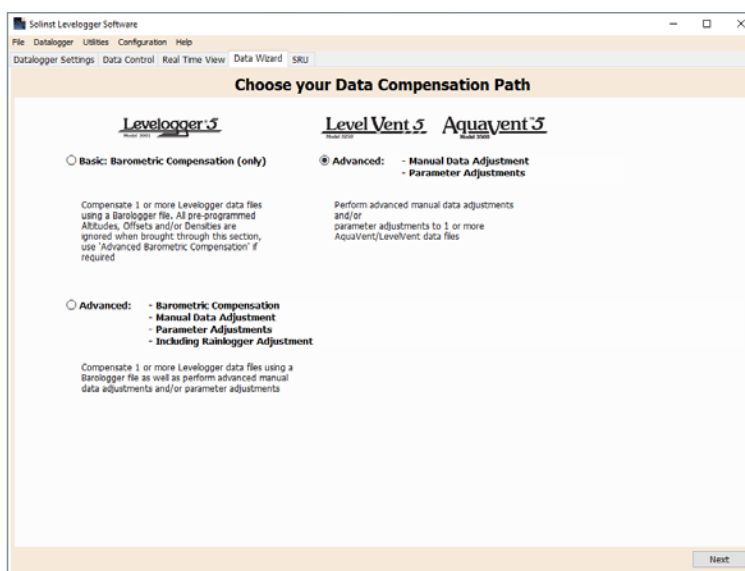 Solinst Levelogger Software
File Datalogger Utilities Configuration Help
Datalogger Settings Data Control Real Time View Data Wizard SRU
Choose your Data Compensation Path
Levelogger 5
LevelVent 5 Aquavent 5
Basic: Barometric Compensation (only)
Compensate 1 or more Levelogger data files
using a Barologger file. All pre-programmed
Altitudes, Offsets and/or Densities are
ignored when brought through this section,
use 'Advanced Barometric Compensation' if
required
Advanced: - Manual Data Adjustment
- Parameter Adjustments
Perform advanced manual data adjustments
and/or
parameter adjustments to 1 or more
AquaVent/LevelVent data files
Advanced: - Barometric Compensation
- Manual Data Adjustment
- Parameter Adjustments
- Including Rainlogger Adjustment
Compensate 1 or more Levelogger data files using a
Barologger file as well as perform advanced manual
data adjustments and/or parameter adjustments
Next